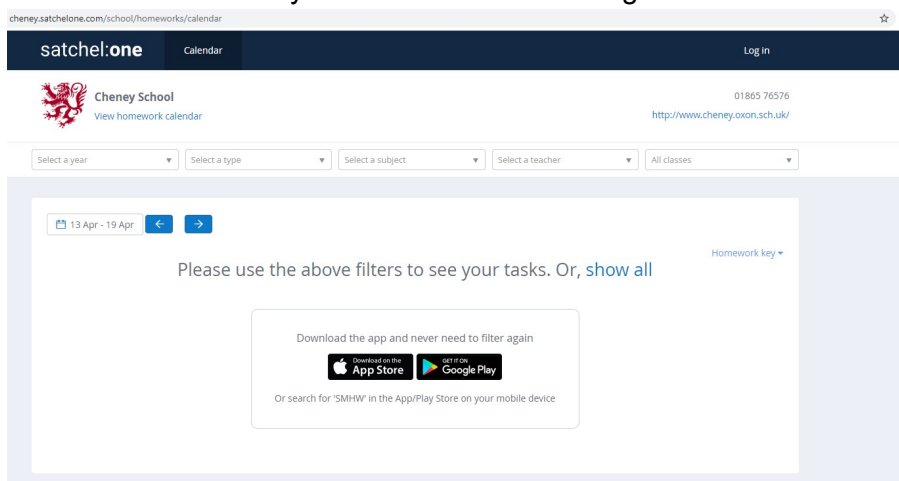 cheney.satchelone.com/school/homeworks/calendar
satchel:one Calendar Log in
Cheney School 01865 76576
View homework calendar http://www.cheney.oxon.sch.uk/
Select a year Select a type Select a subject Select a teacher All classes
13 Apr - 19 Apr
Homework key
Please use the above filters to see your tasks. Or, show all
Download the app and never need to filter again
Download on the App Store GET IT ON Google Play
Or search for 'SMHW' in the App/Play Store on your mobile device